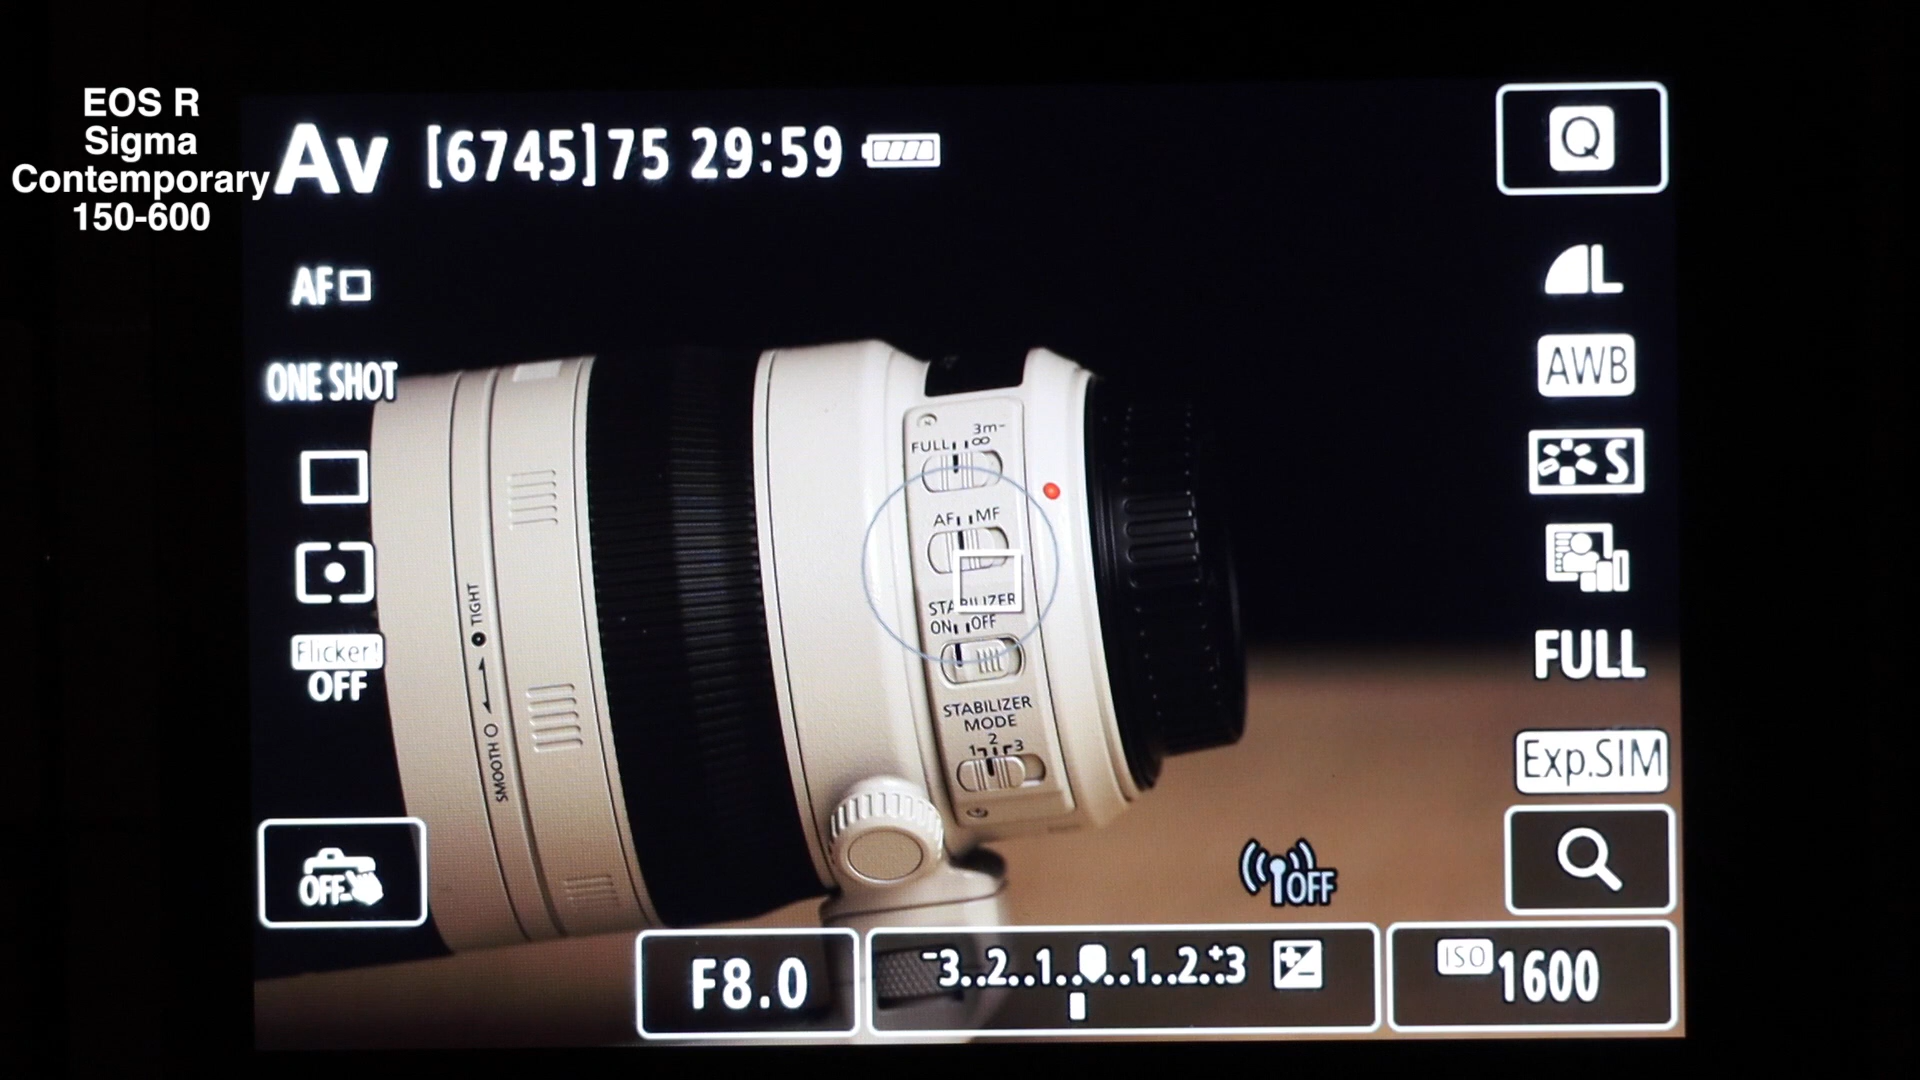 EOS R
Sigma
Contemporary
150-600
Av [6745] 75 29:59
Q
AF
ONE SHOT
Flicker!
OFF
OFF
L
AWB
S
FULL
Exp.SIM
FULL 3m-∞
AF MF
STABILIZER
ON OFF
STABILIZER
MODE
1 2 3
TIGHT
SMOOTH
OFF
F8.0
-3..2..1....1..2.+3
ISO 1600